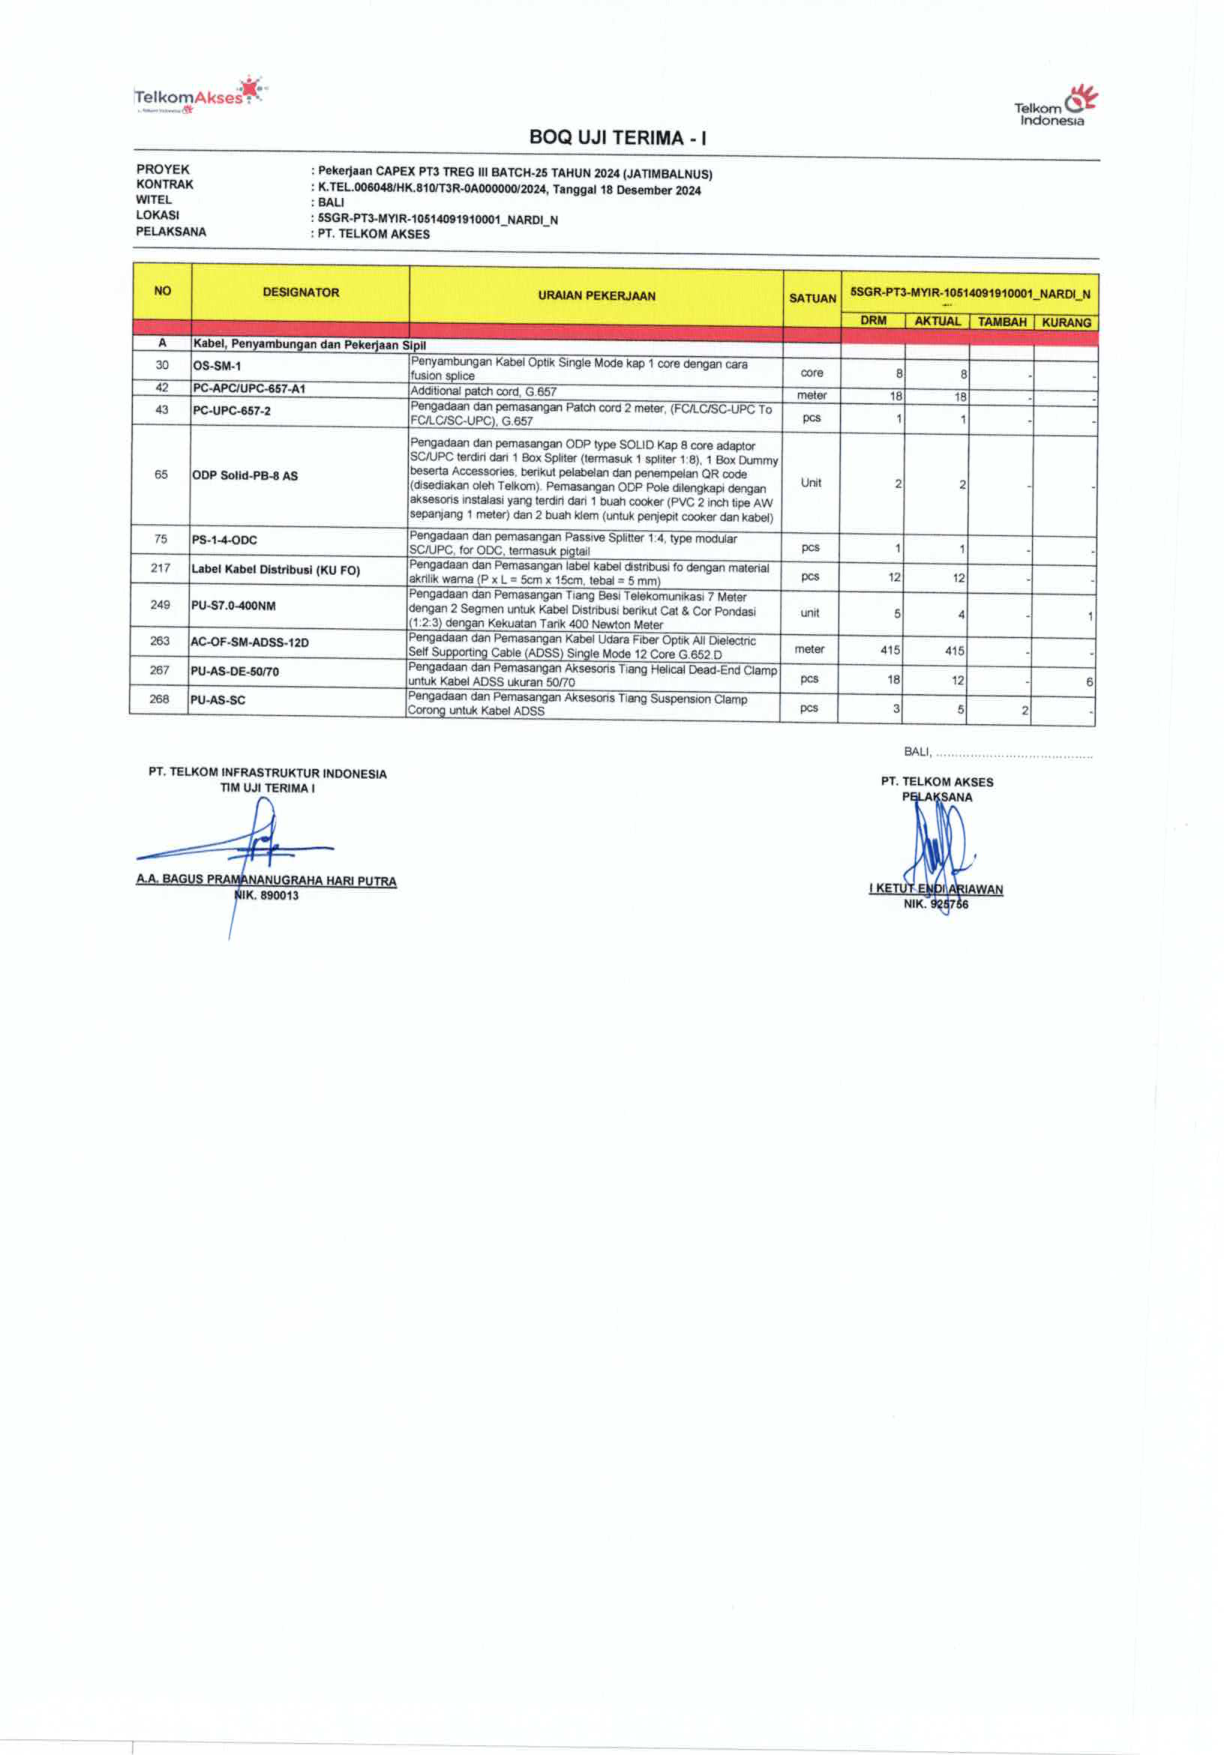 TelkomAkses
Telkom
Indonesia
BOQ UJI TERIMA - I
PROYEK : Pekerjaan CAPEX PT3 TREG III BATCH-25 TAHUN 2024 (JATIMBALNUS)
KONTRAK : K.TEL.006048/HK.810/T3R-0A000000/2024, Tanggal 18 Desember 2024
WITEL : BALI
LOKASI : 5SGR-PT3-MYIR-10514091910001_NARDI_N
PELAKSANA : PT. TELKOM AKSES
NO DESIGNATOR URAIAN PEKERJAAN SATUAN 5SGR-PT3-MYIR-10514091910001_NARDI_N
DRM AKTUAL TAMBAH KURANG
A Kabel, Penyambungan dan Pekerjaan Sipil
30 OS-SM-1 Penyambungan Kabel Optik Single Mode kap 1 core dengan cara
fusion splice core 8 8 - -
42 PC-APC/UPC-657-A1 Additional patch cord, G.657 meter 18 18 - -
43 PC-UPC-657-2 Pengadaan dan pemasangan Patch cord 2 meter, (FC/LC/SC-UPC To
FC/LC/SC-UPC), G.657 pcs 1 1 - -
Pengadaan dan pemasangan ODP type SOLID Kap 8 core adaptor
SC/UPC terdiri dari 1 Box Spliter (termasuk 1 spliter 1:8), 1 Box Dummy
beserta Accessories, berikut pelabelan dan penempelan QR code
65 ODP Solid-PB-8 AS (disediakan oleh Telkom). Pemasangan ODP Pole dilengkapi dengan Unit 2 2 - -
aksesoris instalasi yang terdiri dari 1 buah cooker (PVC 2 inch tipe AW
sepanjang 1 meter) dan 2 buah klem (untuk penjepit cooker dan kabel)
75 PS-1-4-ODC Pengadaan dan pemasangan Passive Splitter 1:4, type modular
SC/UPC, for ODC, termasuk pigtail pcs 1 1 - -
217 Label Kabel Distribusi (KU FO) Pengadaan dan Pemasangan label kabel distribusi fo dengan material
akrilik warna (P x L = 5cm x 15cm, tebal = 5 mm) pcs 12 12 - -
Pengadaan dan Pemasangan Tiang Besi Telekomunikasi 7 Meter
249 PU-S7.0-400NM dengan 2 Segmen untuk Kabel Distribusi berikut Cat & Cor Pondasi unit 5 4 - 1
(1:2:3) dengan Kekuatan Tarik 400 Newton Meter
263 AC-OF-SM-ADSS-12D Pengadaan dan Pemasangan Kabel Udara Fiber Optik All Dielectric
Self Supporting Cable (ADSS) Single Mode 12 Core G.652.D meter 415 415 - -
267 PU-AS-DE-50/70 Pengadaan dan Pemasangan Aksesoris Tiang Helical Dead-End Clamp
untuk Kabel ADSS ukuran 50/70 pcs 18 12 - 6
268 PU-AS-SC Pengadaan dan Pemasangan Aksesoris Tiang Suspension Clamp
Corong untuk Kabel ADSS pcs 3 5 2 -
BALI, ........................................
PT. TELKOM INFRASTRUKTUR INDONESIA
TIM UJI TERIMA I
PT. TELKOM AKSES
PELAKSANA
A.A. BAGUS PRAMANANUGRAHA HARI PUTRA
NIK. 890013
I KETUT ENDI ARIAWAN
NIK. 925756